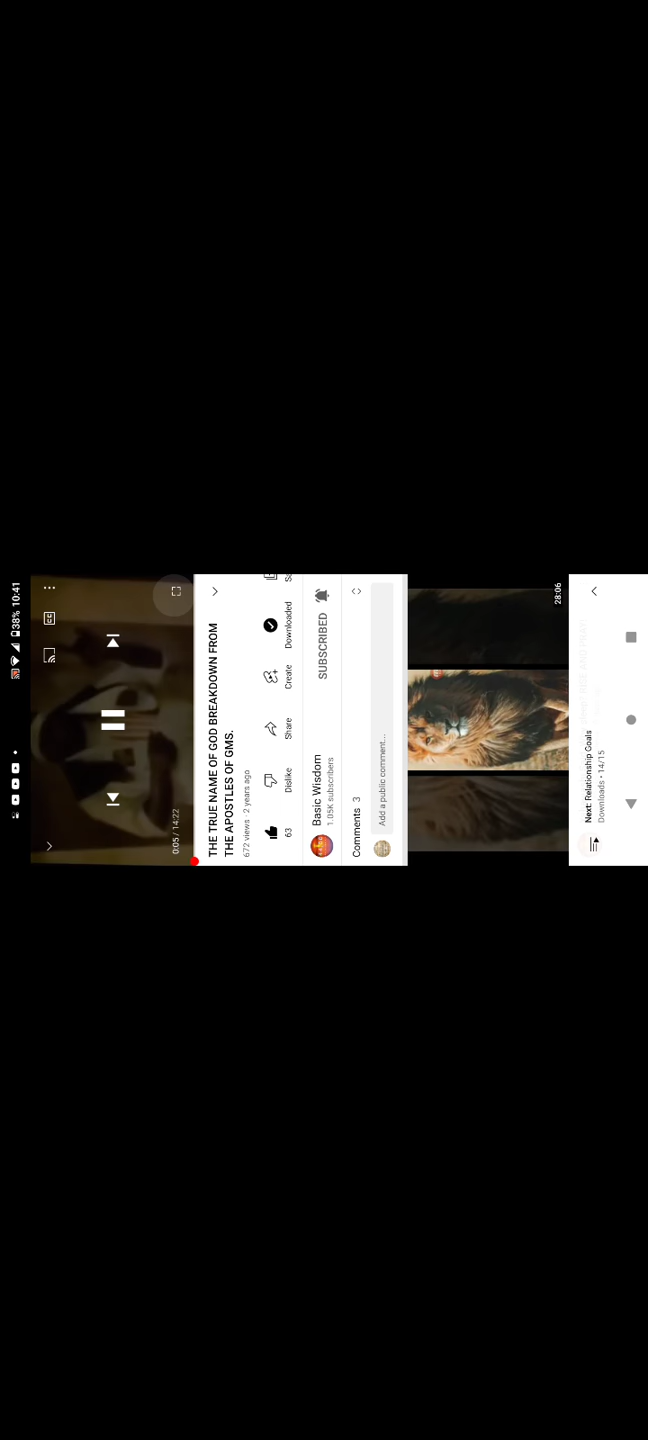 10:41
38%
CC
0:05 / 14:22
THE TRUE NAME OF GOD BREAKDOWN FROM
THE APOSTLES OF GMS.
672 views · 2 years ago
63
Dislike
Share
Create
Downloaded
Basic Wisdom
1.05K subscribers
SUBSCRIBED
Comments 3
Add a public comment...
28:06
Next: Relationship Goals
Downloads · 14/15